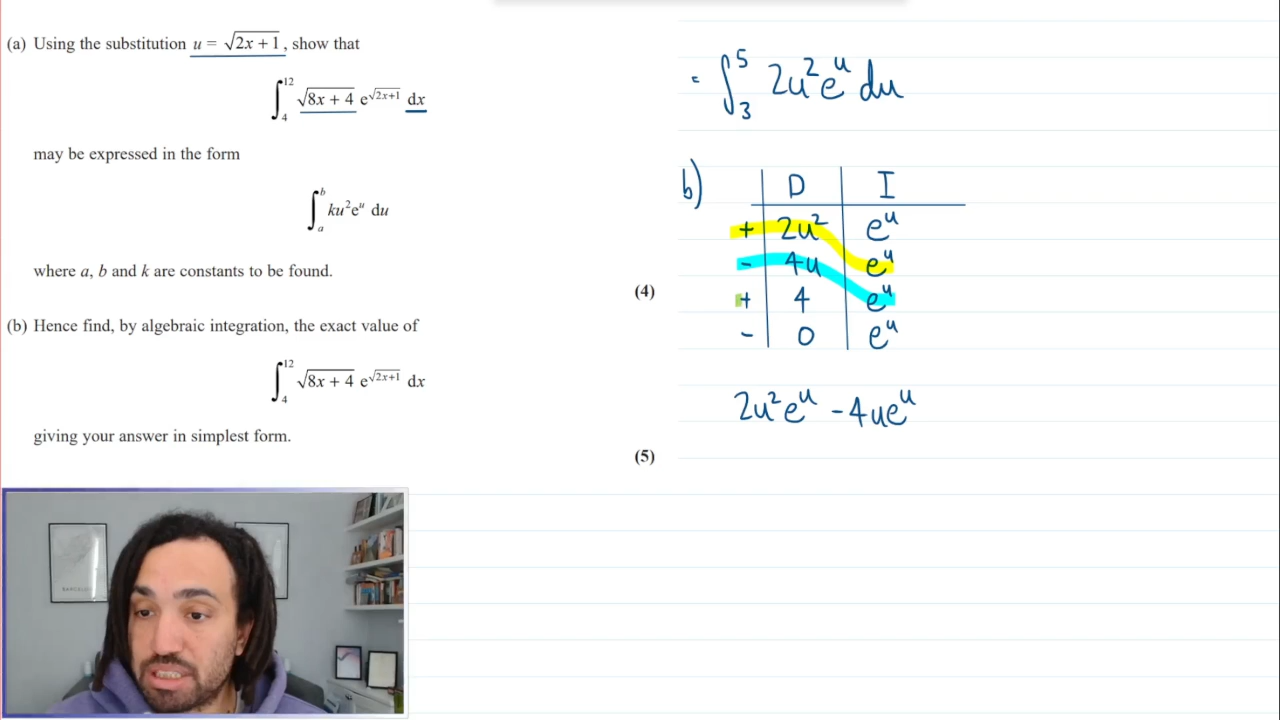 (a) Using the substitution u = √(2x + 1), show that
∫₄¹² √(8x + 4) e^√(2x+1) dx
may be expressed in the form
∫ₐᵇ ku²eᵘ du
where a, b and k are constants to be found.
(4)
(b) Hence find, by algebraic integration, the exact value of
∫₄¹² √(8x + 4) e^√(2x+1) dx
giving your answer in simplest form.
(5)
= ∫₃⁵ 2u²eᵘ du
b)
D I
+ 2u² eᵘ
- 4u eᵘ
+ 4 eᵘ
- 0 eᵘ
2u²eᵘ - 4ueᵘ